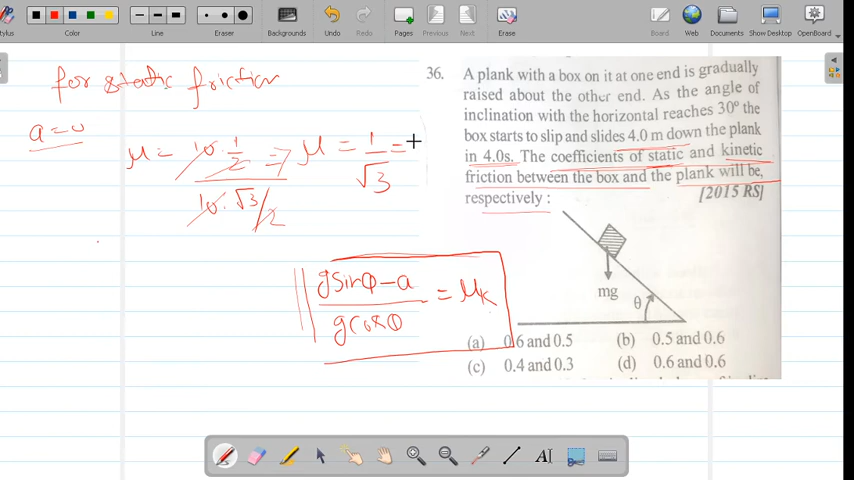 Stylus
Color
Line
Eraser
Backgrounds
Undo
Redo
Pages
Previous
Next
Erase
Board
Web
Documents
Show Desktop
OpenBoard
for static friction
a = 0
μ = 10 · 1/2 / 10 · √3/2 ⇒ μ = 1/√3 =
gsinθ - a / gcosθ = μk
36. A plank with a box on it at one end is gradually
raised about the other end. As the angle of
inclination with the horizontal reaches 30° the
box starts to slip and slides 4.0 m down the plank
in 4.0s. The coefficients of static and kinetic
friction between the box and the plank will be,
respectively :
[2015 RS]
mg
θ
(a) 0.6 and 0.5
(b) 0.5 and 0.6
(c) 0.4 and 0.3
(d) 0.6 and 0.6